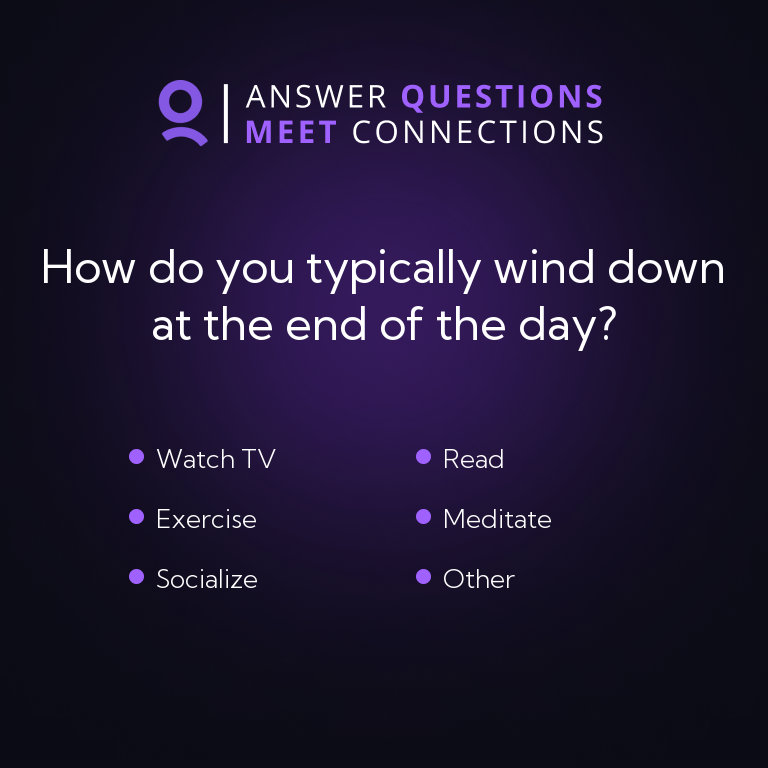 ANSWER QUESTIONS
MEET CONNECTIONS
How do you typically wind down
at the end of the day?
Watch TV
Read
Exercise
Meditate
Socialize
Other